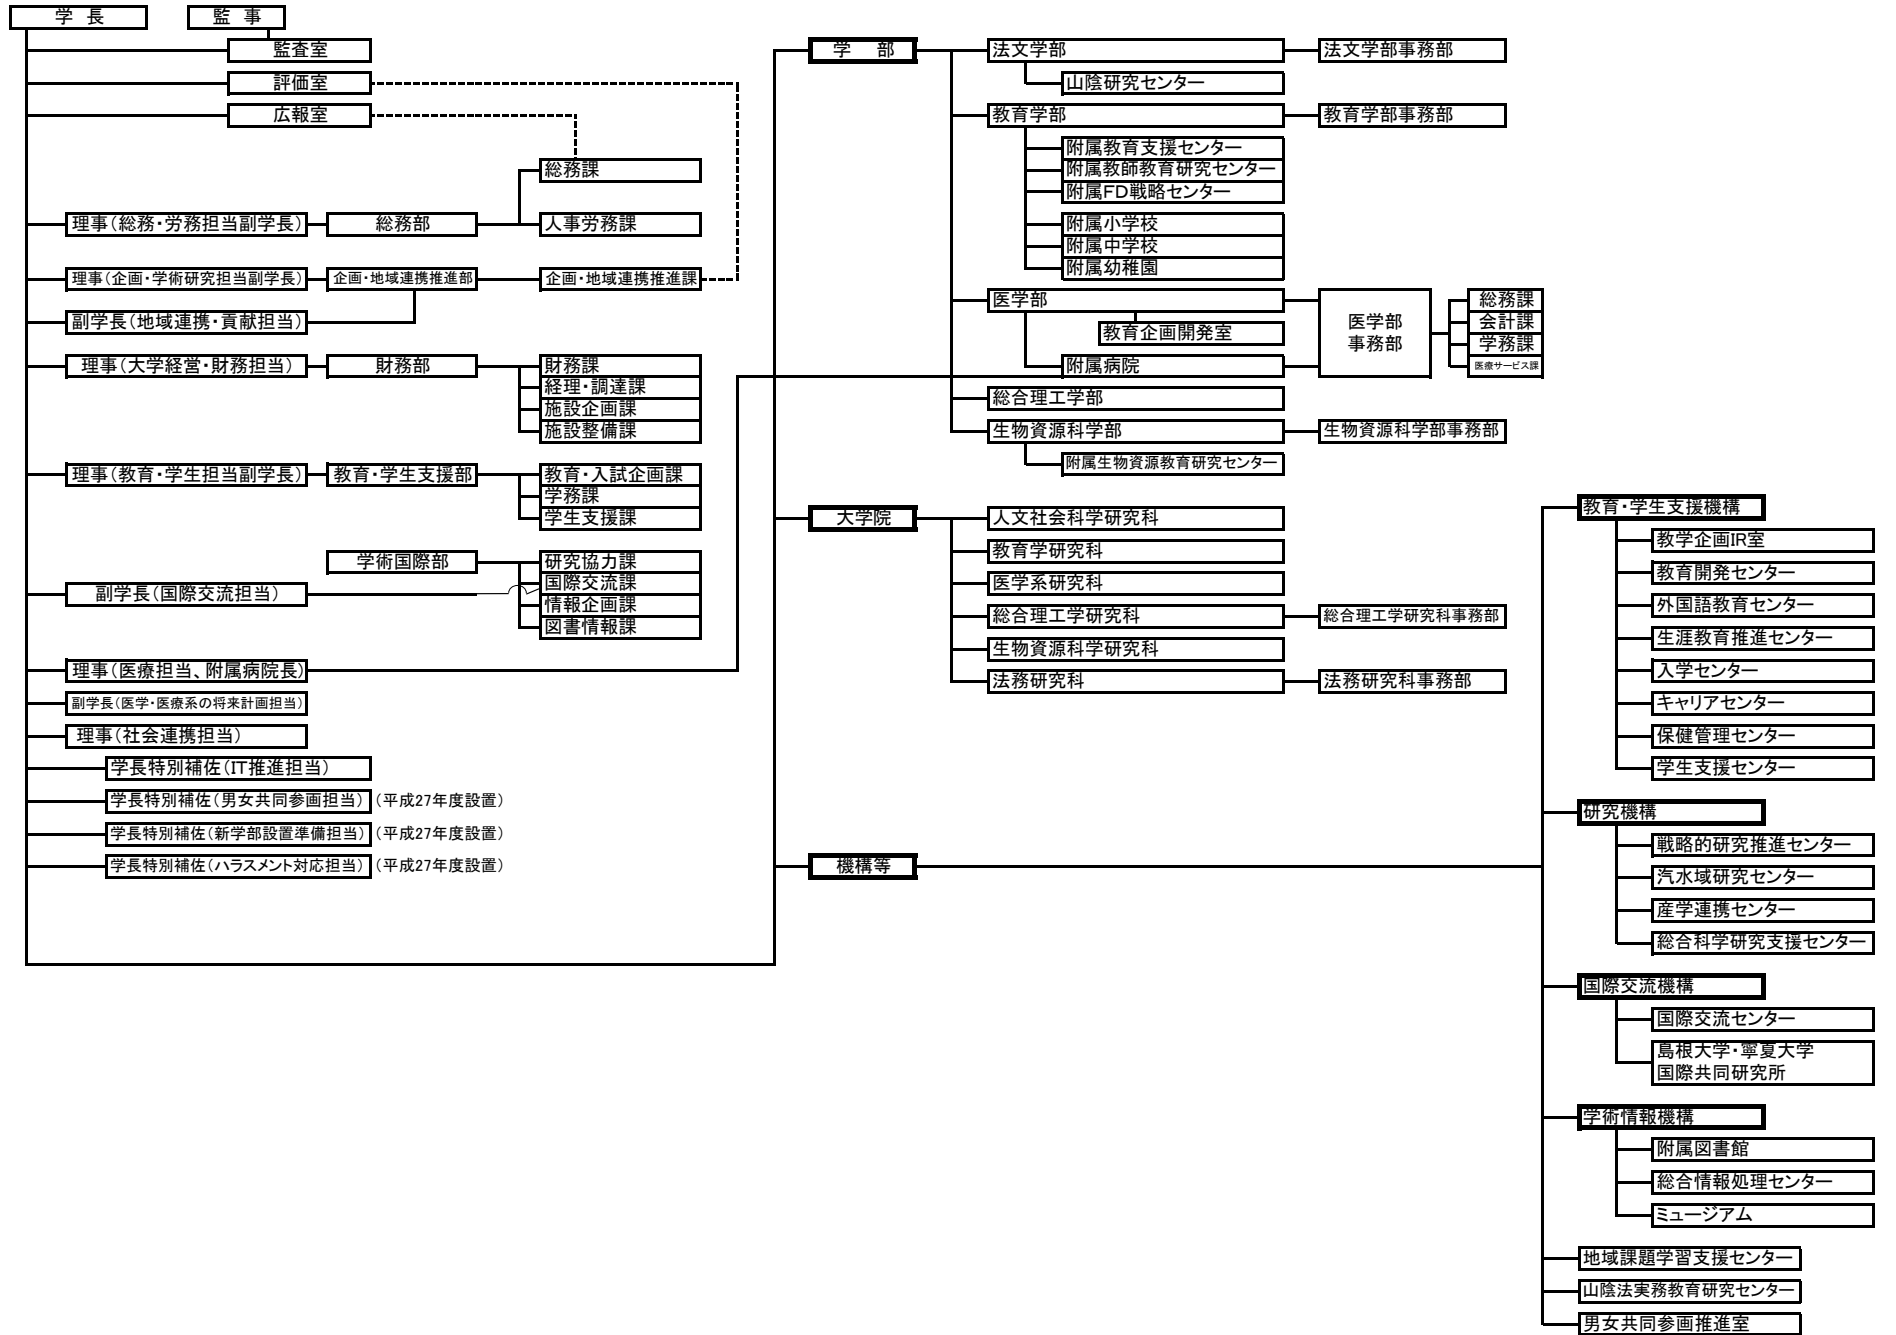 学 長
監 事
監査室
評価室
広報室
総務課
理事(総務・労務担当副学長)
総務部
人事労務課
理事(企画・学術研究担当副学長)
企画・地域連携推進部
企画・地域連携推進課
副学長(地域連携・貢献担当)
理事(大学経営・財務担当)
財務部
財務課
経理・調達課
施設企画課
施設整備課
理事(教育・学生担当副学長)
教育・学生支援部
教育・入試企画課
学務課
学生支援課
学術国際部
研究協力課
国際交流課
副学長(国際交流担当)
情報企画課
図書情報課
理事(医療担当、附属病院長)
副学長(医学・医療系の将来計画担当)
理事(社会連携担当)
学長特別補佐(IT推進担当)
学長特別補佐(男女共同参画担当)
(平成27年度設置)
学長特別補佐(新学部設置準備担当)
(平成27年度設置)
学長特別補佐(ハラスメント対応担当)
(平成27年度設置)
学 部
法文学部
法文学部事務部
山陰研究センター
教育学部
教育学部事務部
附属教育支援センター
附属教師教育研究センター
附属FD戦略センター
附属小学校
附属中学校
附属幼稚園
医学部
教育企画開発室
附属病院
医学部
事務部
総務課
会計課
学務課
医療サービス課
総合理工学部
生物資源科学部
生物資源科学部事務部
附属生物資源教育研究センター
大学院
人文社会科学研究科
教育学研究科
医学系研究科
総合理工学研究科
総合理工学研究科事務部
生物資源科学研究科
法務研究科
法務研究科事務部
機構等
教育・学生支援機構
教学企画IR室
教育開発センター
外国語教育センター
生涯教育推進センター
入学センター
キャリアセンター
保健管理センター
学生支援センター
研究機構
戦略的研究推進センター
汽水域研究センター
産学連携センター
総合科学研究支援センター
国際交流機構
国際交流センター
島根大学・寧夏大学
国際共同研究所
学術情報機構
附属図書館
総合情報処理センター
ミュージアム
地域課題学習支援センター
山陰法実務教育研究センター
男女共同参画推進室